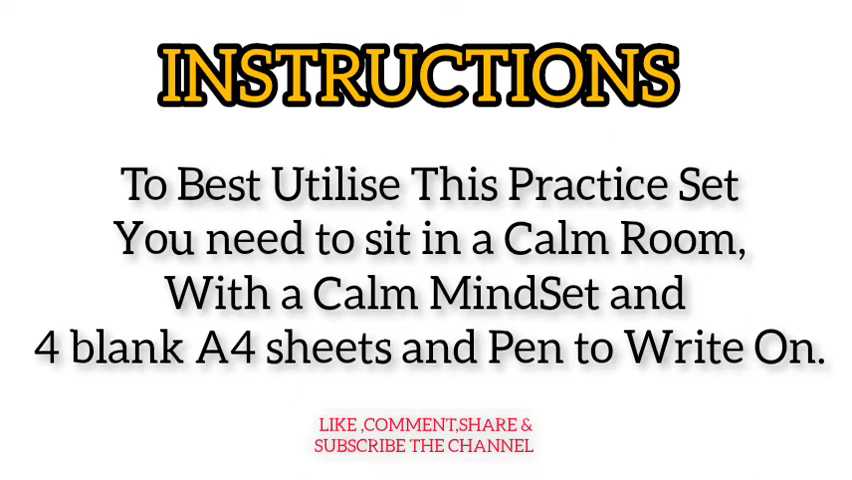 INSTRUCTIONS
To Best Utilise This Practice Set
You need to sit in a Calm Room,
With a Calm MindSet and
4 blank A4 sheets and Pen to Write On.
LIKE ,COMMENT,SHARE &
SUBSCRIBE THE CHANNEL